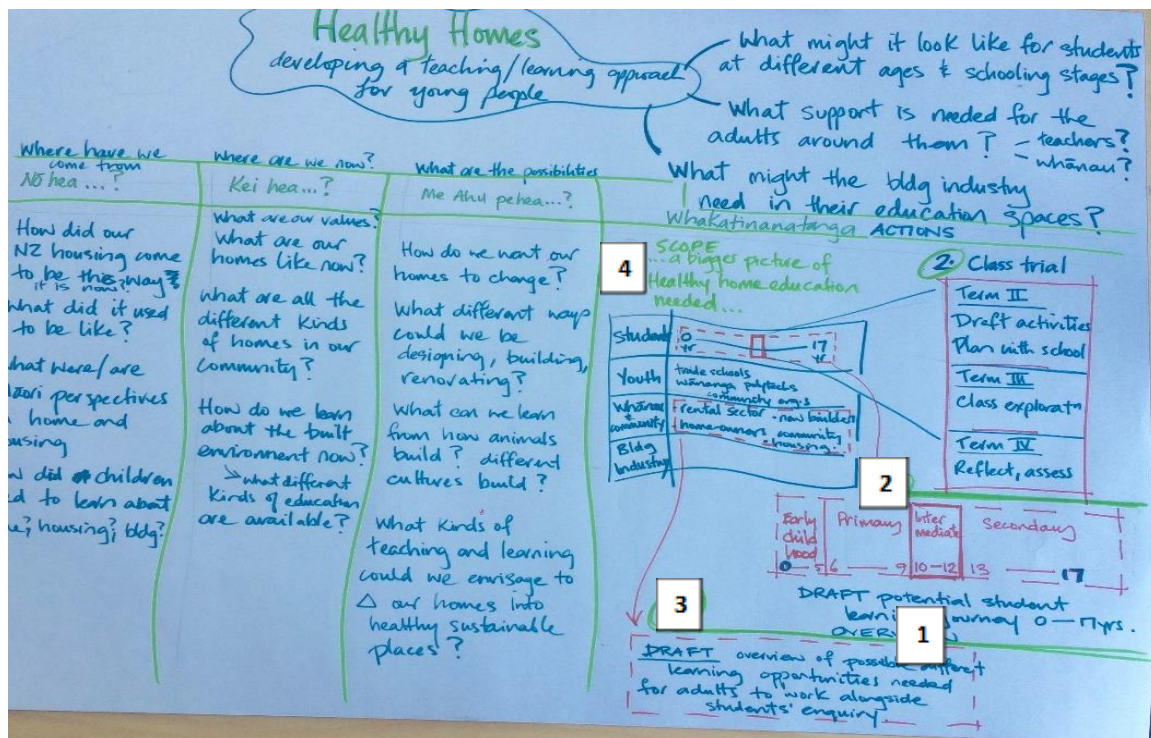 Healthy Homes
developing a teaching/learning approach
for young people
What might it look like for students
at different ages & schooling stages?
What support is needed for the
adults around them? – teachers?
– whānau?
What might the bldg industry
need in their education spaces?
Where have we
come from
Nō hea ...?
How did our
NZ housing come
to be this way?
it is now?
What did it used
to be like?
what were/are
perspectives
home and
did children
to learn about
housing; bldg?
where are we now?
Kei hea...?
What are our values?
What are our
homes like now?
What are all the
different kinds
of homes in our
community?
How do we learn
about the built
environment now?
what different
kinds of education
are available?
What are the possibilities
Me Ahu pehea...?
How do we want our
homes to change?
What different ways
could we be
designing, building,
renovating?
What can we learn
from how animals
build? different
cultures build?
What kinds of
teaching and learning
could we envisage to
△ our homes into
healthy sustainable
places?
Whakatinanatanga ACTIONS
4
SCOPE
...a bigger picture of
Healthy home education
needed...
Student
0 yr
17 yr
Youth
trade schools
wānanga polytechs
community org.s
Whānau + community
- rental sector - new builders
- home-owners community
- housing.
Bldg
Industry
2. Class trial
Term II
Draft activities
Plan with school
Term III
Class exploratn
Term IV
Reflect, assess
2
Early
child
hood
Primary
Inter
mediate
Secondary
0 — 5
6 — 9
10–12
13 — 17
DRAFT potential student
journey 0 – 17yrs.
1
3
DRAFT overview of possible different
learning opportunities needed
for adults to work alongside
students' enquiry